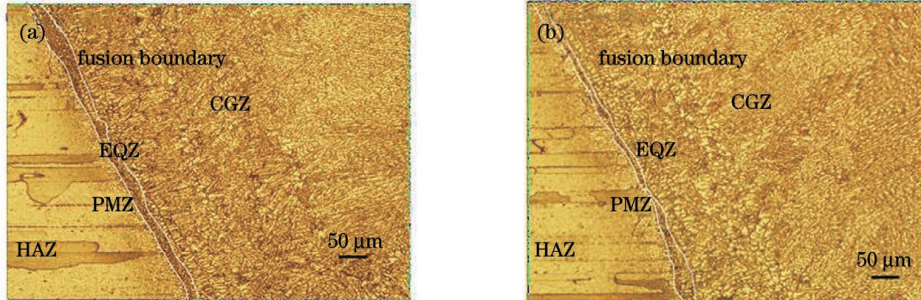 (a)
fusion boundary
CGZ
EQZ
PMZ
HAZ
50 μm
(b)
fusion boundary
CGZ
EQZ
PMZ
HAZ
50 μm